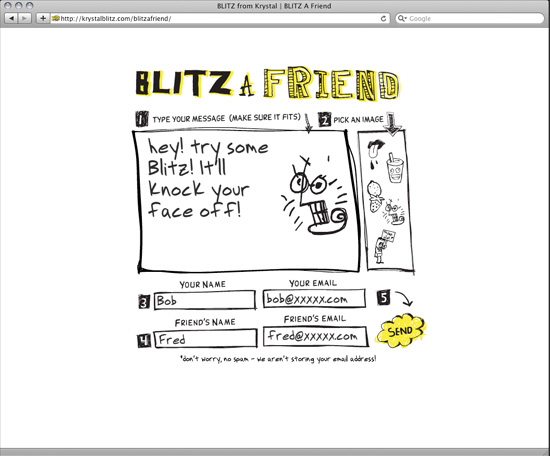 BLITZ from Krystal | BLITZ A Friend
http://krystalblitz.com/blitzafriend/
Google
BLITZ A FRIEND
1 TYPE YOUR MESSAGE (MAKE SURE IT FITS) 2 PICK AN IMAGE
hey! try some
Blitz! It'll
knock your
face off!
YOUR NAME YOUR EMAIL
3 Bob bob@xxxxx.com 5
FRIEND'S NAME FRIEND'S EMAIL
4 Fred fred@xxxxx.com SEND
*don't worry, no spam - we aren't storing your email address!